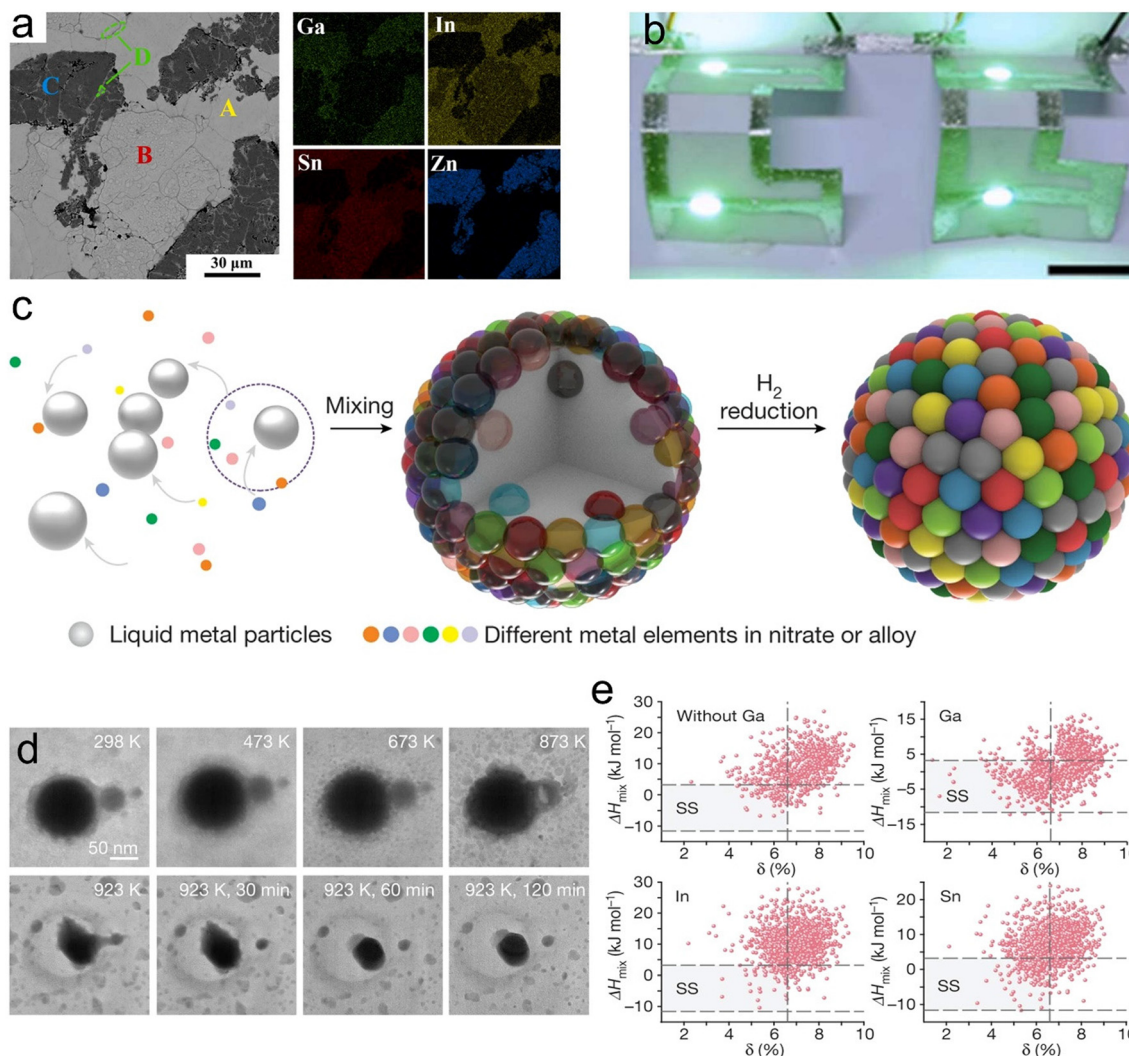 a
C
D
A
B
30 μm
Ga
In
Sn
Zn
b
c
Mixing
H₂
reduction
Liquid metal particles
Different metal elements in nitrate or alloy
d
298 K
473 K
673 K
873 K
50 nm
923 K
923 K, 30 min
923 K, 60 min
923 K, 120 min
e
Without Ga
SS
ΔHmix (kJ mol⁻¹)
30
20
10
0
−10
2
4
6
8
10
δ (%)
Ga
SS
ΔHmix (kJ mol⁻¹)
15
5
−5
−15
2
4
6
8
10
δ (%)
In
SS
ΔHmix (kJ mol⁻¹)
30
20
10
0
−10
2
4
6
8
10
δ (%)
Sn
SS
ΔHmix (kJ mol⁻¹)
20
10
0
−10
2
4
6
8
10
δ (%)